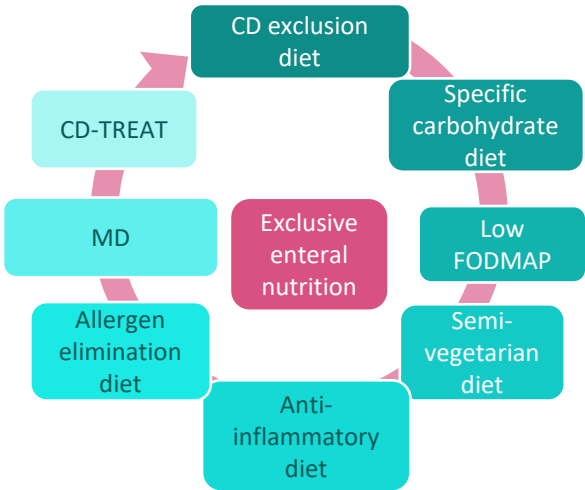 CD exclusion
diet
Specific
carbohydrate
diet
Low
FODMAP
Semi-
vegetarian
diet
Anti-
inflammatory
diet
Allergen
elimination
diet
MD
CD-TREAT
Exclusive
enteral
nutrition